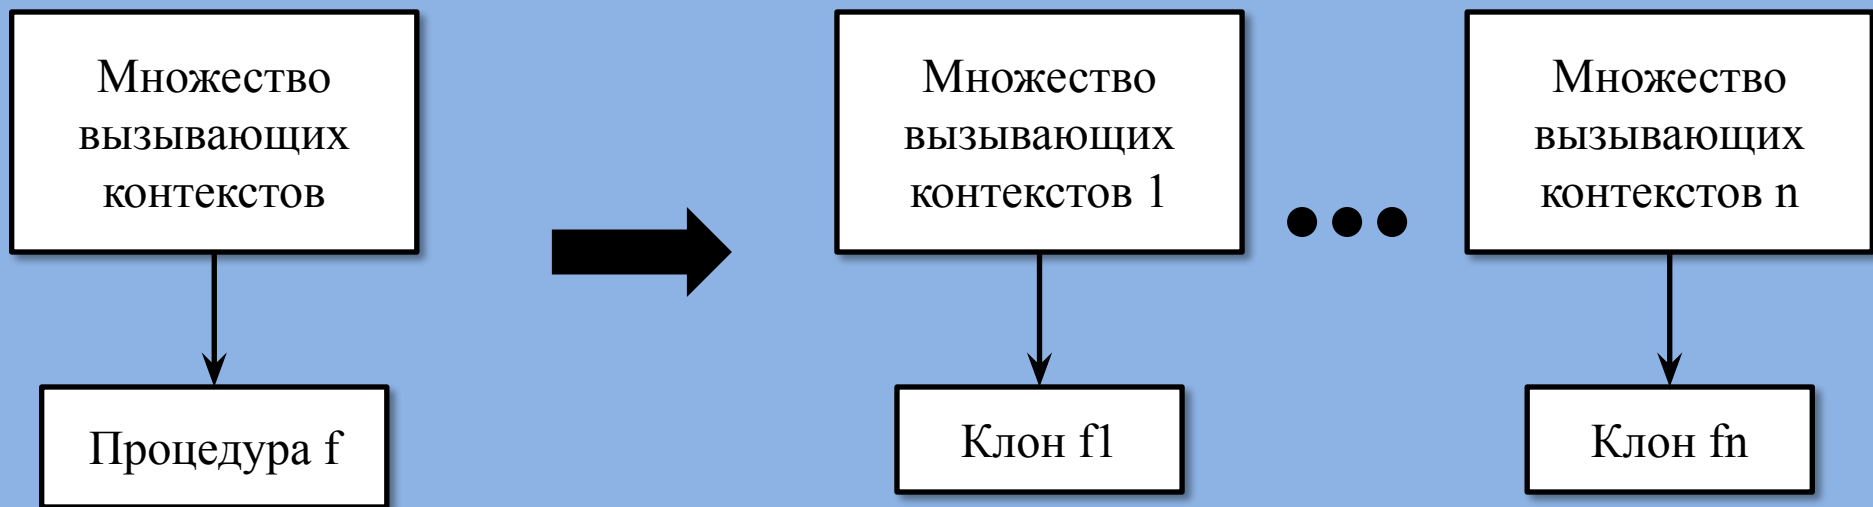 Множество
вызывающих
контекстов
Процедура f
Множество
вызывающих
контекстов 1
Клон f1
Множество
вызывающих
контекстов n
Клон fn